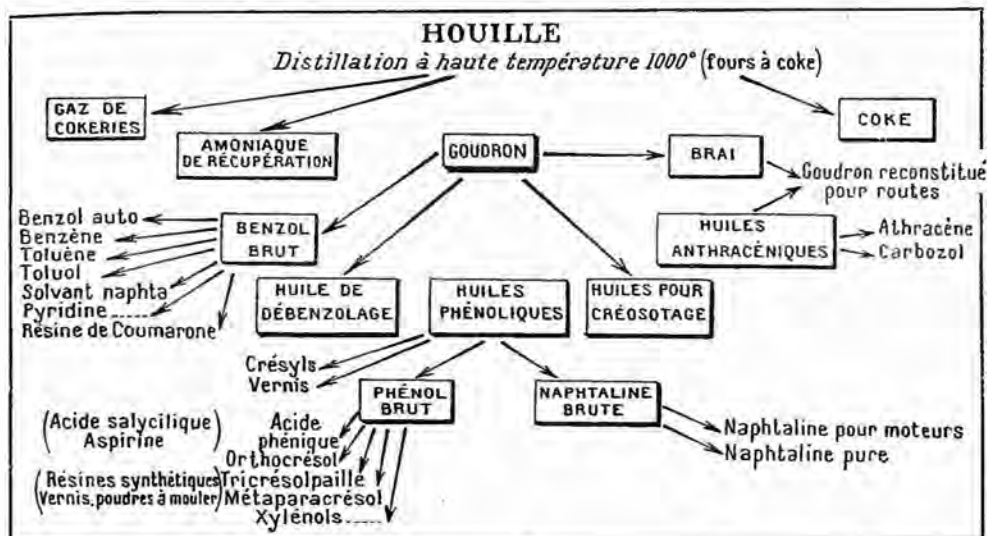 HOUILLE
Distillation à haute température 1000° (fours à coke)
GAZ DE
COKERIES
AMONIAQUE
DE RÉCUPÉRATION
GOUDRON
BRAI
COKE
Goudron reconstitué
pour routes
Benzol auto
Benzène
Toluène
Toluol
Solvant naphta
Pyridine
Résine de Coumarone
BENZOL
BRUT
HUILES
ANTHRACÉNIQUES
Athracène
Carbozol
HUILE DE
DÉBENZOLAGE
HUILES
PHÉNOLIQUES
HUILES POUR
CRÉOSOTAGE
Crésyls
Vernis
PHÉNOL
BRUT
NAPHTALINE
BRUTE
(Acide salycilique
Aspirine)
Acide
phénique
Orthocrésol
(Résines synthétiques
Vernis, poudres à mouler)
Tricrésolpaille
Métaparacrésol
Xylénols
Naphtaline pour moteurs
Naphtaline pure